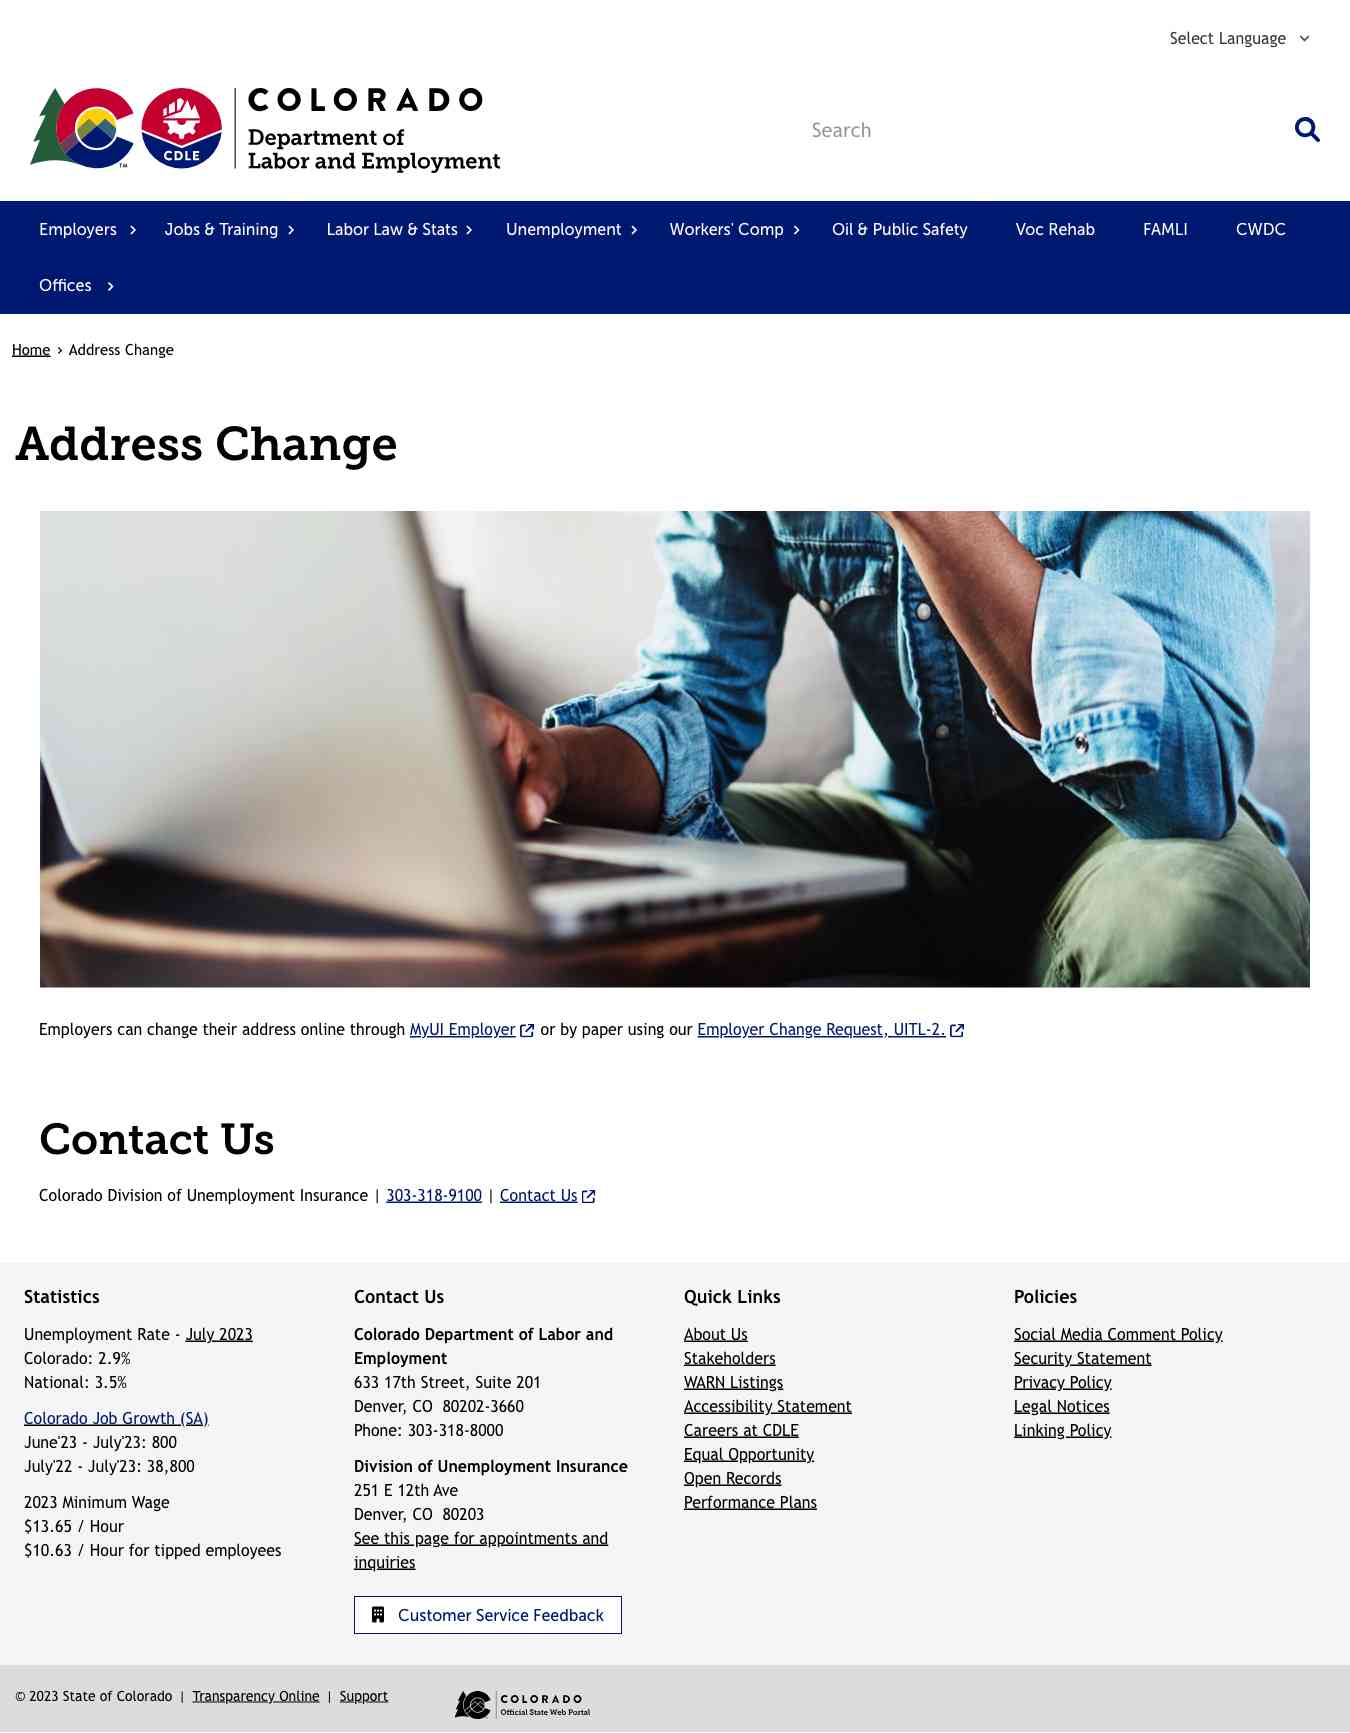 Select Language
COLORADO
Department of
Labor and Employment
CDLE
TM
Search
Employers
Jobs & Training
Labor Law & Stats
Unemployment
Workers' Comp
Oil & Public Safety
Voc Rehab
FAMLI
CWDC
Offices
Home › Address Change
Address Change
Employers can change their address online through MyUI Employer or by paper using our Employer Change Request, UITL-2.
Contact Us
Colorado Division of Unemployment Insurance | 303-318-9100 | Contact Us
Statistics
Unemployment Rate - July 2023
Colorado: 2.9%
National: 3.5%
Colorado Job Growth (SA)
June'23 - July'23: 800
July'22 - July'23: 38,800
2023 Minimum Wage
$13.65 / Hour
$10.63 / Hour for tipped employees
Contact Us
Colorado Department of Labor and
Employment
633 17th Street, Suite 201
Denver, CO 80202-3660
Phone: 303-318-8000
Division of Unemployment Insurance
251 E 12th Ave
Denver, CO 80203
See this page for appointments and
inquiries
Customer Service Feedback
Quick Links
About Us
Stakeholders
WARN Listings
Accessibility Statement
Careers at CDLE
Equal Opportunity
Open Records
Performance Plans
Policies
Social Media Comment Policy
Security Statement
Privacy Policy
Legal Notices
Linking Policy
© 2023 State of Colorado | Transparency Online | Support
COLORADO
Official State Web Portal